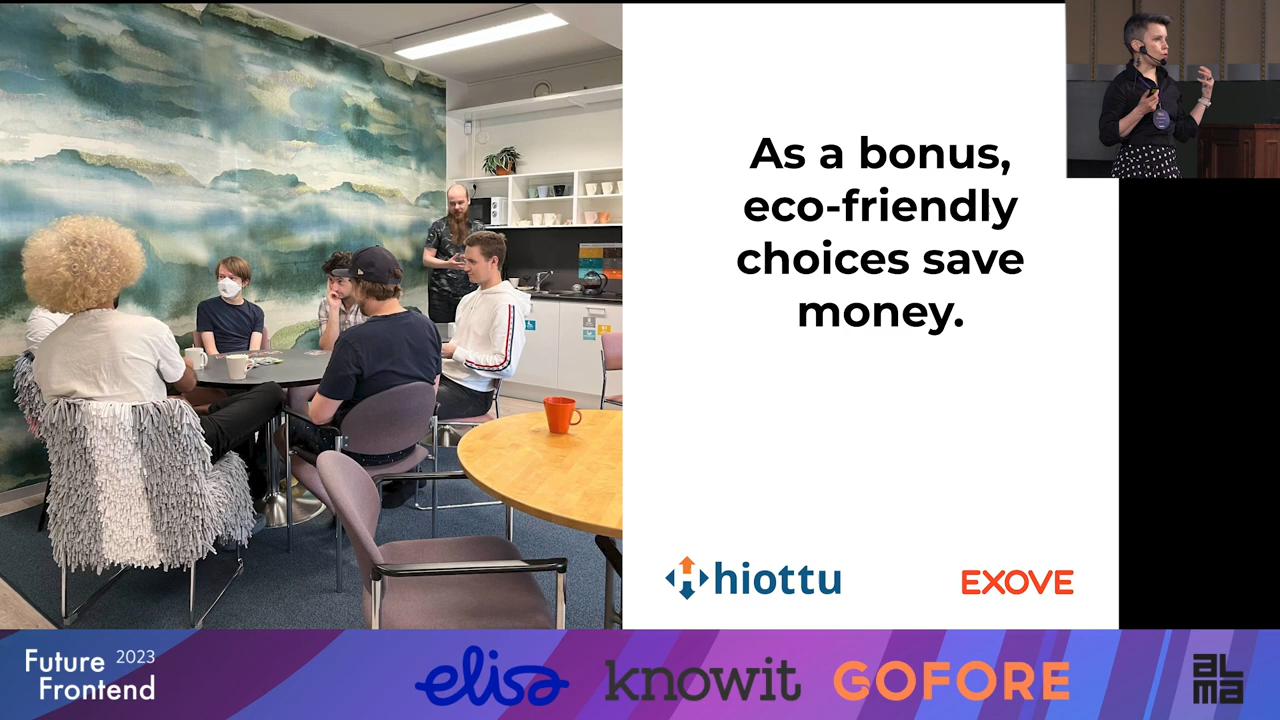 As a bonus,
eco-friendly
choices save
money.
hiottu
EXOVE
Future 2023
Frontend
elisa
knowit
GOFORE
ALMA